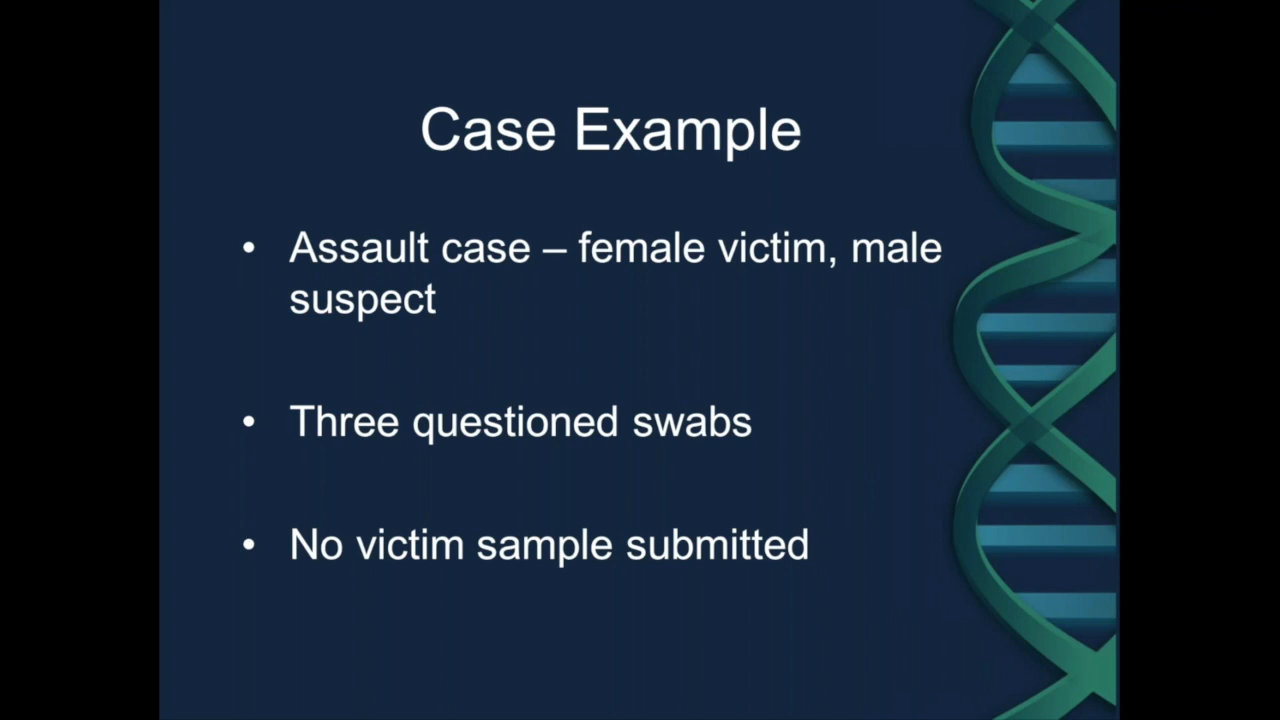 Case Example
• Assault case – female victim, male
suspect
• Three questioned swabs
• No victim sample submitted